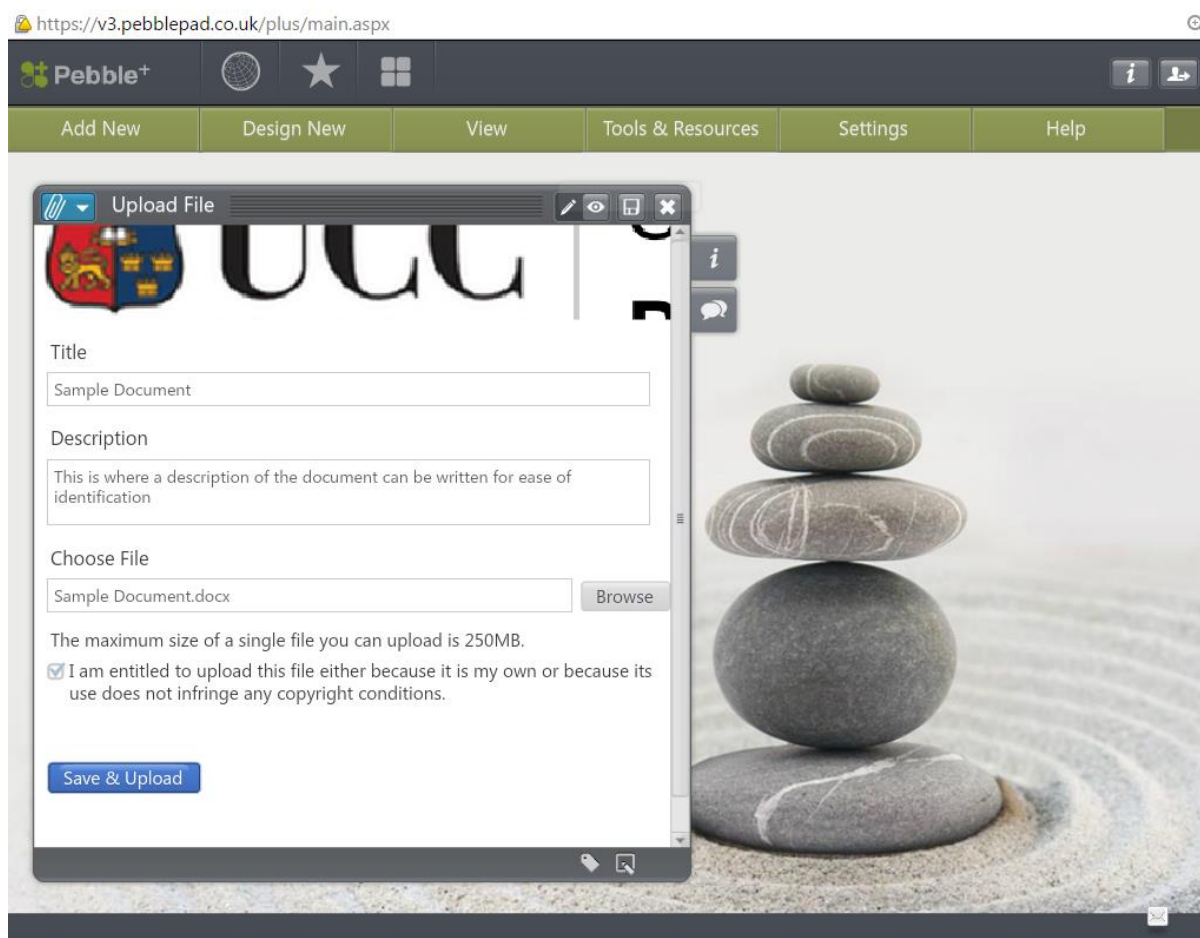 https://v3.pebblepad.co.uk/plus/main.aspx
Pebble+
Add New
Design New
View
Tools & Resources
Settings
Help
Upload File
UCC
Title
Sample Document
Description
This is where a description of the document can be written for ease of
identification
Choose File
Sample Document.docx
Browse
The maximum size of a single file you can upload is 250MB.
I am entitled to upload this file either because it is my own or because its
use does not infringe any copyright conditions.
Save & Upload